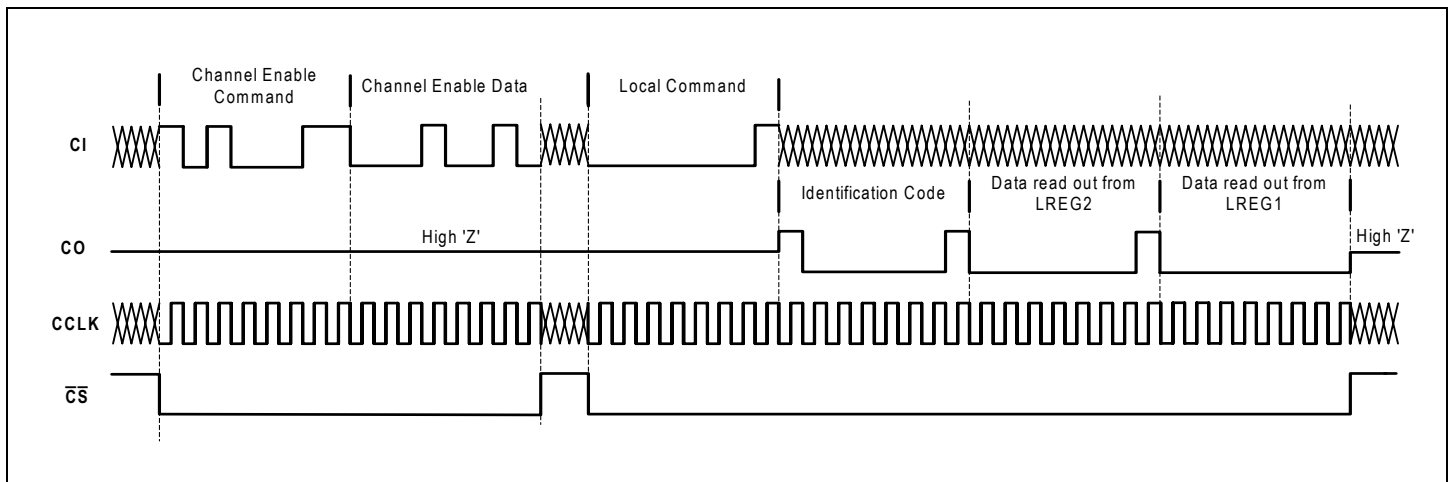 Channel Enable
Command
Channel Enable Data
Local Command
CI
Identification Code
Data read out from
LREG2
Data read out from
LREG1
High 'Z'
High 'Z'
CO
CCLK
CS